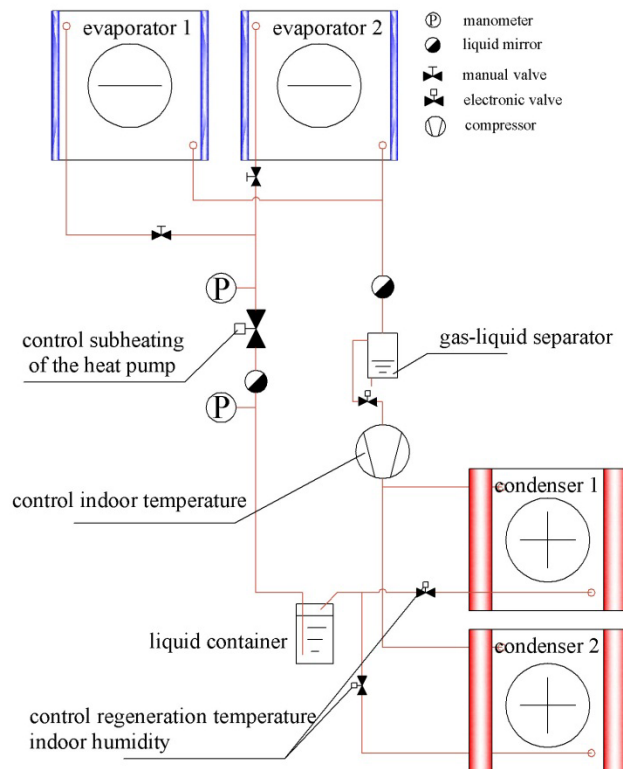 evaporator 1
evaporator 2
P manometer
liquid mirror
manual valve
electronic valve
compressor
P
control subheating
of the heat pump
gas-liquid separator
P
control indoor temperature
condenser 1
liquid container
condenser 2
control regeneration temperature
indoor humidity